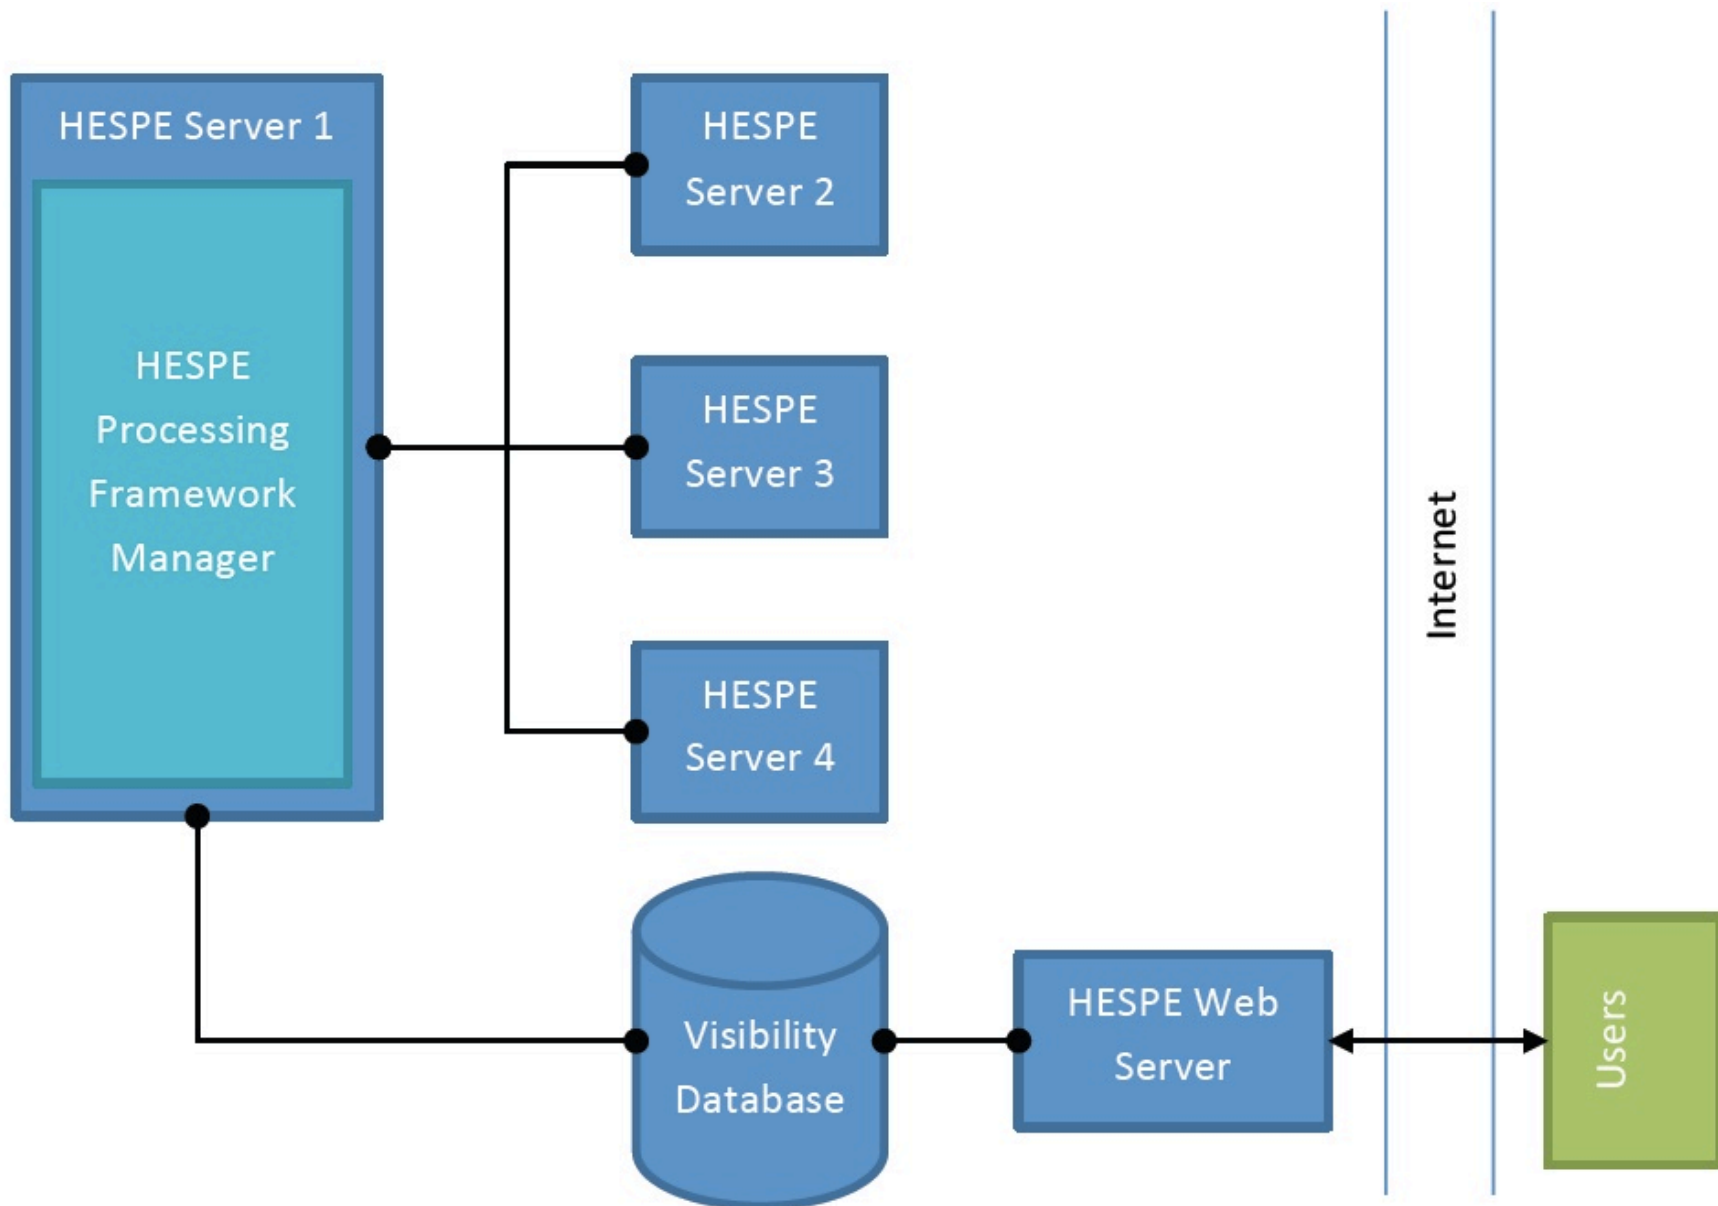 HESPE Server 1
HESPE
Processing
Framework
Manager
HESPE
Server 2
HESPE
Server 3
HESPE
Server 4
Visibility
Database
HESPE Web
Server
Internet
Users